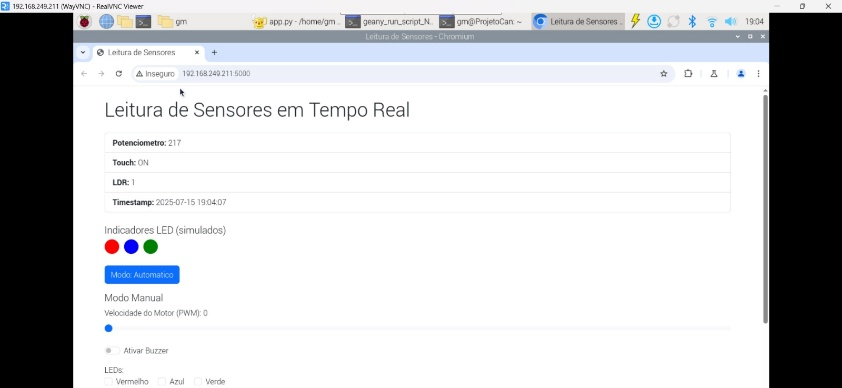 192.168.249.211 (WayVNC) - RealVNC Viewer
gm
app.py - /home/gm ...
geany_run_script_N...
gm@ProjetoCan: ~
Leitura de Sensores...
19:04
Leitura de Sensores - Chromium
Leitura de Sensores
Inseguro 192.168.249.211:5000
Leitura de Sensores em Tempo Real
Potenciometro: 217
Touch: ON
LDR: 1
Timestamp: 2025-07-15 19:04:07
Indicadores LED (simulados)
Modo: Automatico
Modo Manual
Velocidade do Motor (PWM): 0
Ativar Buzzer
LEDs:
Vermelho Azul Verde